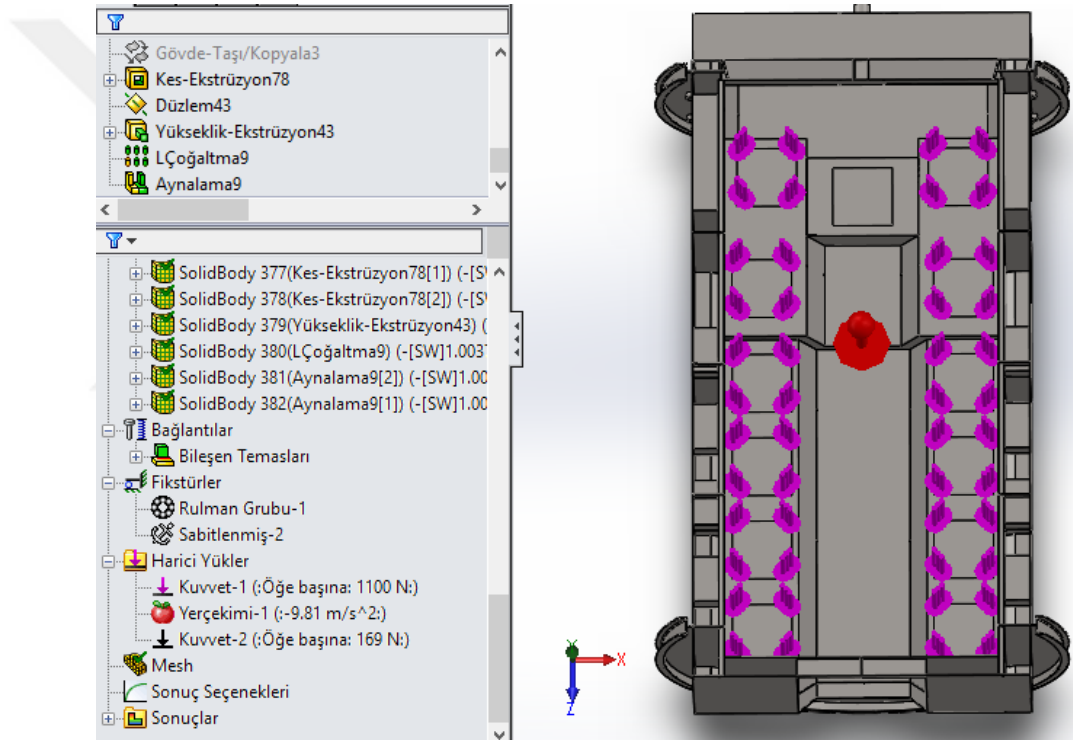 Gövde-Taşı/Kopyala3
Kes-Ekstrüzyon78
Düzlem43
Yükseklik-Ekstrüzyon43
LÇoğaltma9
Aynalama9
SolidBody 377(Kes-Ekstrüzyon78[1]) (-[SW
SolidBody 378(Kes-Ekstrüzyon78[2]) (-[SW
SolidBody 379(Yükseklik-Ekstrüzyon43) (
SolidBody 380(LÇoğaltma9) (-[SW]1.003
SolidBody 381(Aynalama9[2]) (-[SW]1.00
SolidBody 382(Aynalama9[1]) (-[SW]1.00
Bağlantılar
Bileşen Temasları
Fikstürler
Rulman Grubu-1
Sabitlenmiş-2
Harici Yükler
Kuvvet-1 (:Öğe başına: 1100 N:)
Yerçekimi-1 (:-9.81 m/s^2:)
Kuvvet-2 (:Öğe başına: 169 N:)
Mesh
Sonuç Seçenekleri
Sonuçlar
Y
X
Z